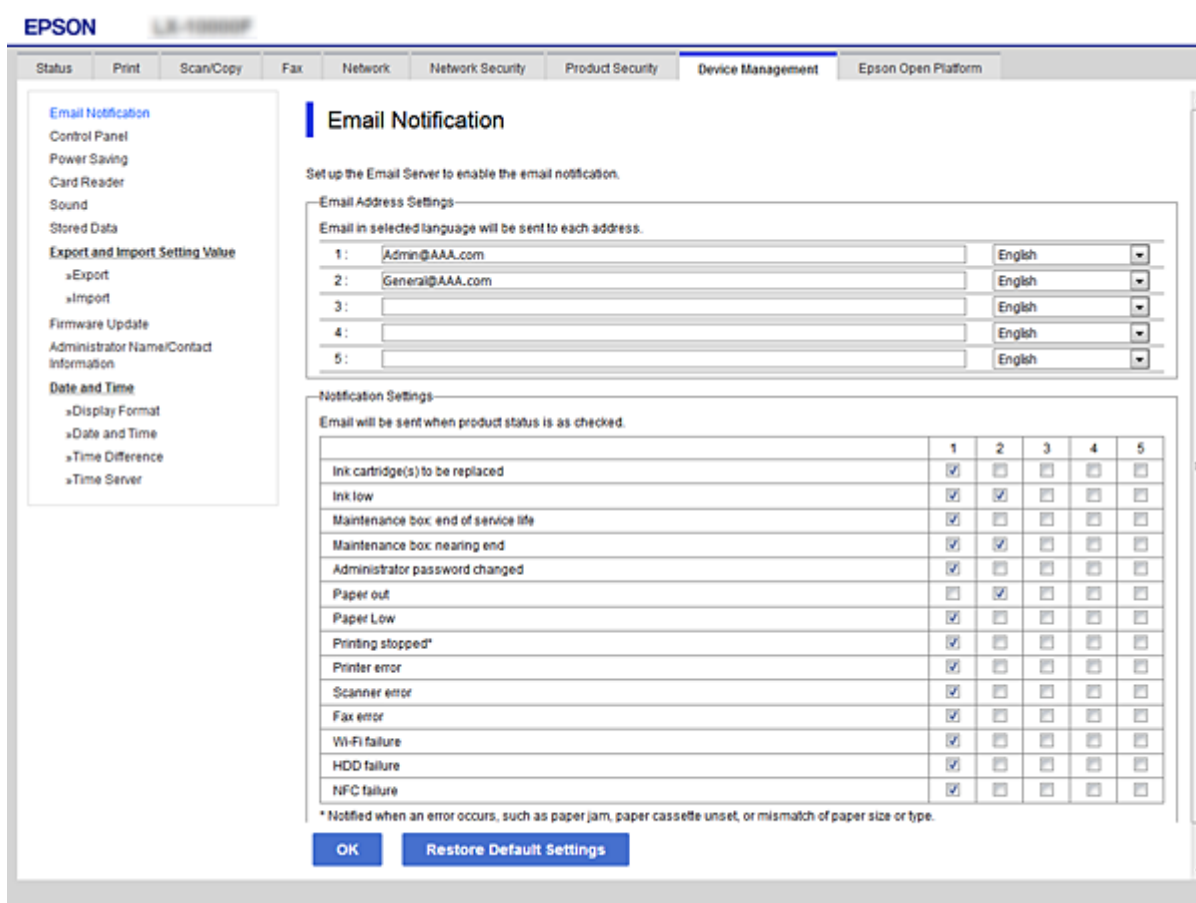 EPSON
Status Print Scan/Copy Fax Network Network Security Product Security Device Management Epson Open Platform
Email Notification
Control Panel
Power Saving
Card Reader
Sound
Stored Data
Export and Import Setting Value
»Export
»Import
Firmware Update
Administrator Name/Contact
Information
Date and Time
»Display Format
»Date and Time
»Time Difference
»Time Server
Email Notification
Set up the Email Server to enable the email notification.
Email Address Settings
Email in selected language will be sent to each address.
1 : Admin@AAA.com English
2 : General@AAA.com English
3 : English
4 : English
5 : English
Notification Settings
Email will be sent when product status is as checked.
1 2 3 4 5
Ink cartridge(s) to be replaced
Ink low
Maintenance box: end of service life
Maintenance box: nearing end
Administrator password changed
Paper out
Paper Low
Printing stopped*
Printer error
Scanner error
Fax error
Wi-Fi failure
HDD failure
NFC failure
* Notified when an error occurs, such as paper jam, paper cassette unset, or mismatch of paper size or type.
OK Restore Default Settings